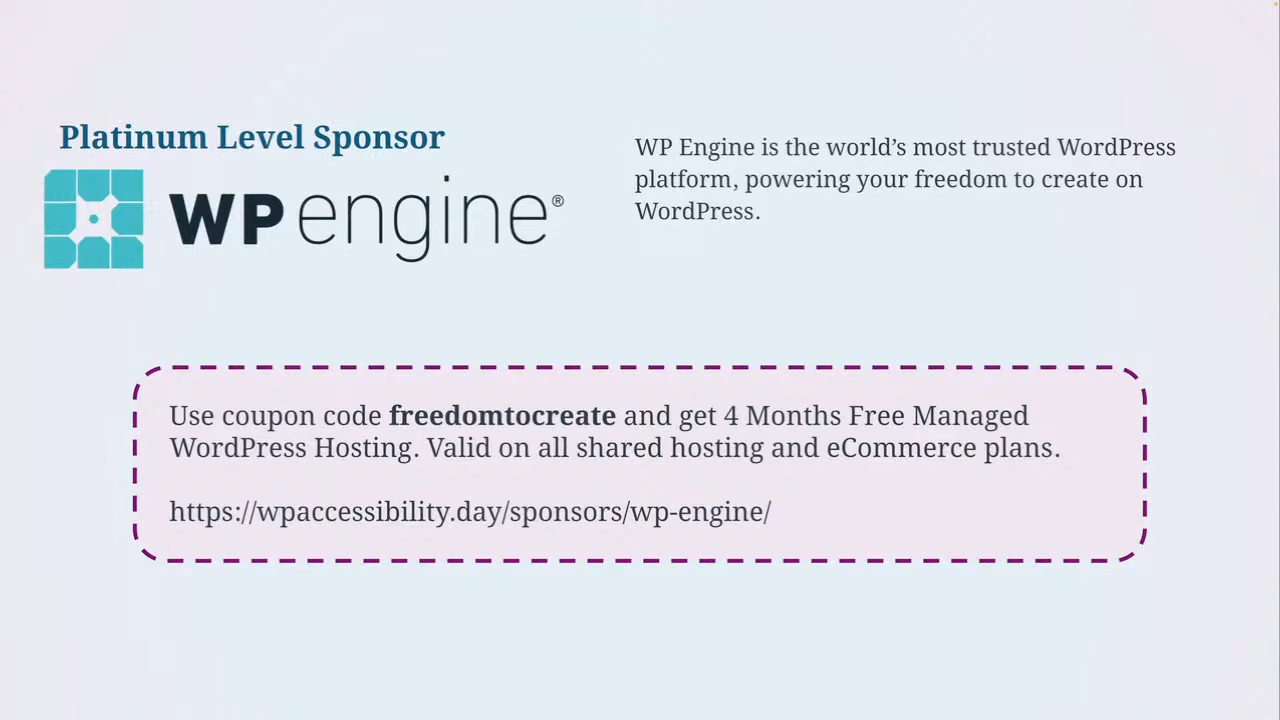 Platinum Level Sponsor
WP engine®
WP Engine is the world’s most trusted WordPress
platform, powering your freedom to create on
WordPress.
Use coupon code freedomtocreate and get 4 Months Free Managed
WordPress Hosting. Valid on all shared hosting and eCommerce plans.
https://wpaccessibility.day/sponsors/wp-engine/